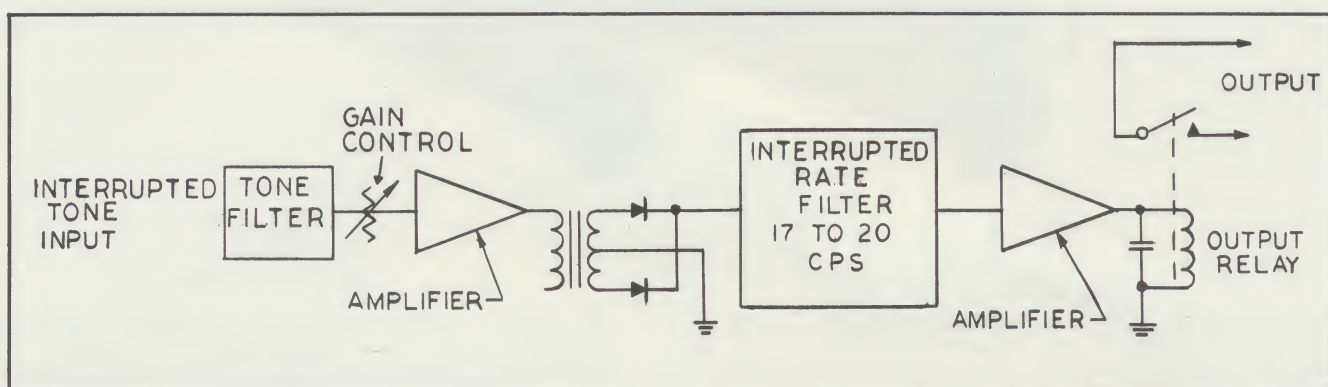 INTERRUPTED
TONE
INPUT
TONE
FILTER
GAIN
CONTROL
AMPLIFIER
INTERRUPTED
RATE
FILTER
17 TO 20
CPS
AMPLIFIER
OUTPUT
OUTPUT
RELAY